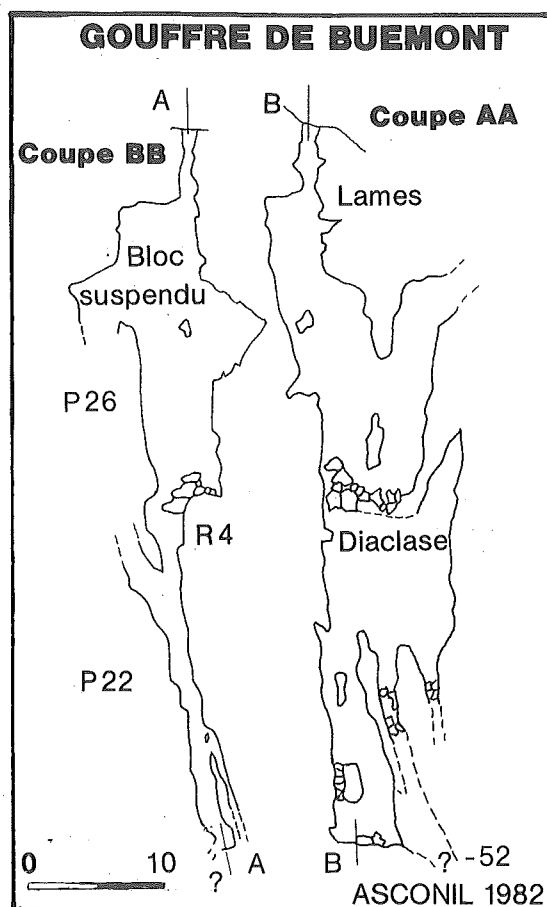 GOUFFRE DE BUEMONT
A
B
Coupe AA
Coupe BB
Lames
Bloc
suspendu
P26
R4
Diaclase
P22
0 10
? A
B
? -52
ASCONIL 1982